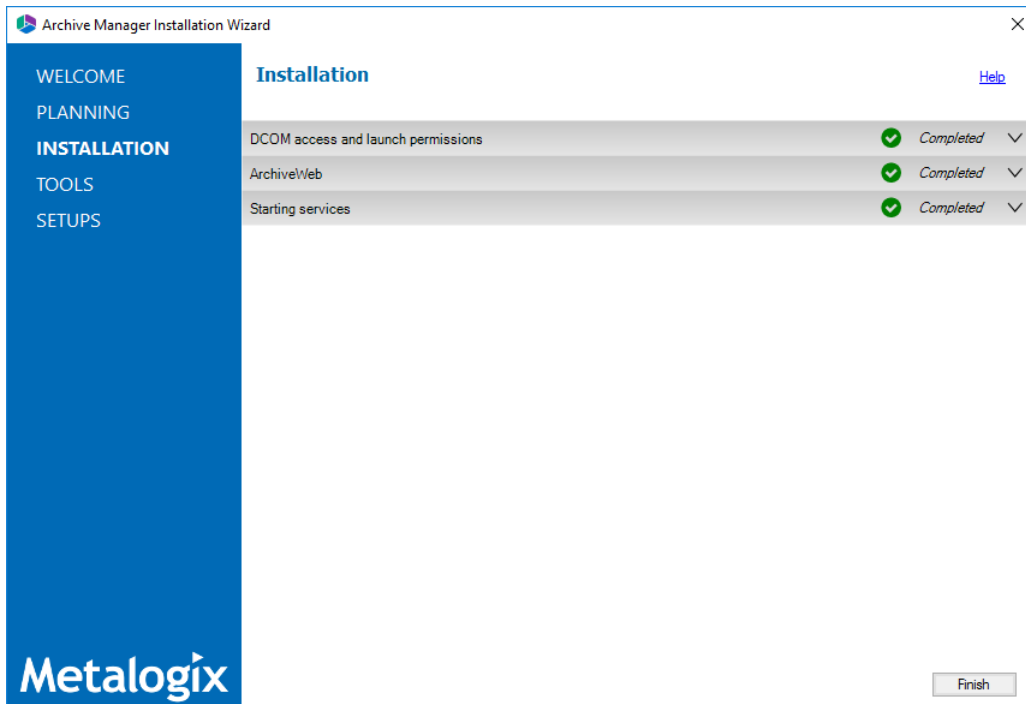 Archive Manager Installation Wizard
WELCOME
PLANNING
INSTALLATION
TOOLS
SETUPS
Installation
Help
DCOM access and launch permissions Completed
ArchiveWeb Completed
Starting services Completed
Metalogix
Finish